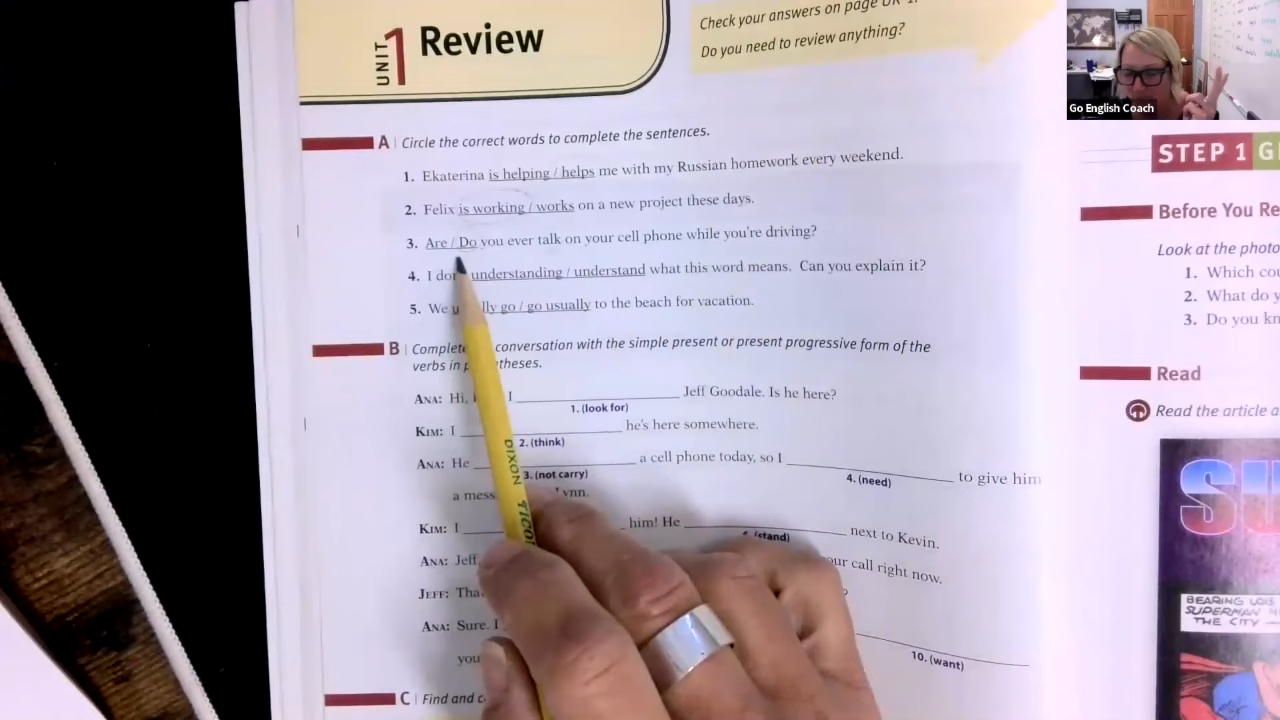 UNIT 1 Review
Check your answers on page UR-1.
Do you need to review anything?
Go English Coach
A | Circle the correct words to complete the sentences.
1. Ekaterina is helping / helps me with my Russian homework every weekend.
2. Felix is working / works on a new project these days.
3. Are / Do you ever talk on your cell phone while you're driving?
4. I do understanding / understand what this word means. Can you explain it?
5. We lly go / go usually to the beach for vacation.
B | Complete conversation with the simple present or present progressive form of the
verbs in p theses.
ANA: Hi, I Jeff Goodale. Is he here?
1. (look for)
KIM: I he's here somewhere.
2. (think)
ANA: He a cell phone today, so I to give him
3. (not carry) 4. (need)
a mess ynn.
KIM: I him! He next to Kevin.
(stand)
ANA: Jeff our call right now.
JEFF: Tha
ANA: Sure. I
10. (want)
you
C | Find and c
DIXON TICO
STEP 1 G
Before You Re
Look at the photo
1. Which cou
2. What do y
3. Do you kn
Read
Read the article a
SU
BEARING LOIS
SUPERMAN
THE CITY